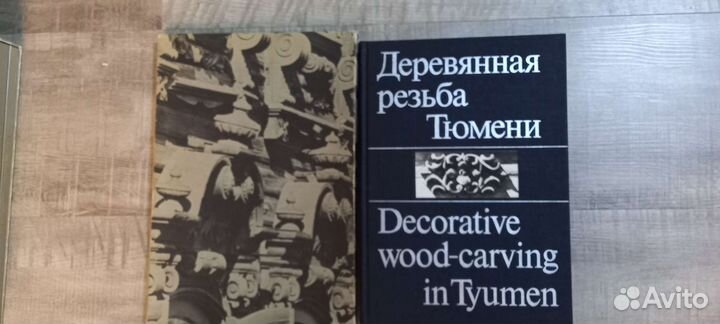 Деревянная
резьба
Тюмени
Decorative
wood-carving
in Tyumen
Avito